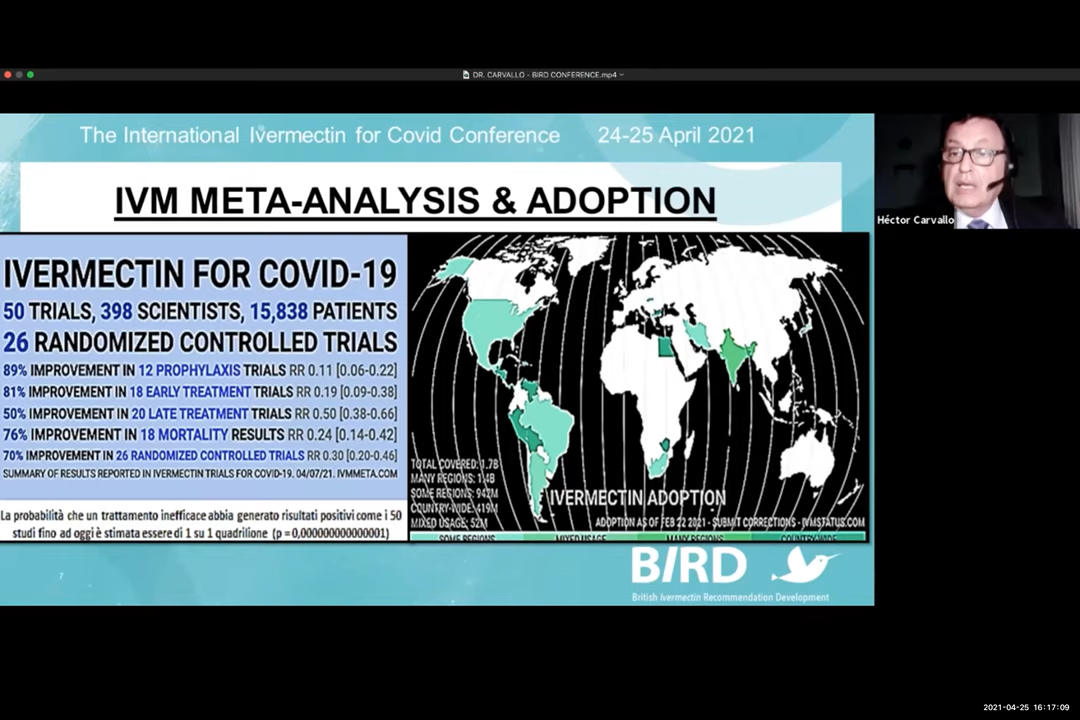 DR. CARVALLO - BIRD CONFERENCE.mp4
The International Ivermectin for Covid Conference 24-25 April 2021
Héctor Carvallo
IVM META-ANALYSIS & ADOPTION
IVERMECTIN FOR COVID-19
50 TRIALS, 398 SCIENTISTS, 15,838 PATIENTS
26 RANDOMIZED CONTROLLED TRIALS
89% IMPROVEMENT IN 12 PROPHYLAXIS TRIALS RR 0.11 [0.06-0.22]
81% IMPROVEMENT IN 18 EARLY TREATMENT TRIALS RR 0.19 [0.09-0.38]
50% IMPROVEMENT IN 20 LATE TREATMENT TRIALS RR 0.50 [0.38-0.66]
76% IMPROVEMENT IN 18 MORTALITY RESULTS RR 0.24 [0.14-0.42]
70% IMPROVEMENT IN 26 RANDOMIZED CONTROLLED TRIALS RR 0.30 [0.20-0.46]
SUMMARY OF RESULTS REPORTED IN IVERMECTIN TRIALS FOR COVID-19. 04/07/21. IVMMETA.COM
La probabilità che un trattamento inefficace abbia generato risultati positivi come i 50
studi fino ad oggi è stimata essere di 1 su 1 quadrilione (p = 0,000000000000001)
TOTAL COVERED: 1.7B
MANY REGIONS: 1.4B
SOME REGIONS: 942M
COUNTRY-WIDE: 419M
MIXED USAGE: 52M
IVERMECTIN ADOPTION
ADOPTION AS OF FEB 22 2021 - SUBMIT CORRECTIONS - IVMSTATUS.COM
SOME REGIONS MIXED USAGE MANY REGIONS COUNTRY-WIDE
7
BIRD
British Ivermectin Recommendation Development
2021-04-25 16:17:09